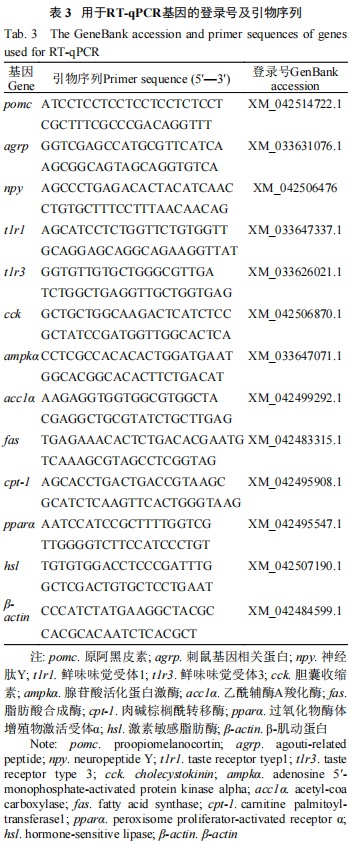 表 3 用于RT-qPCR基因的登录号及引物序列
Tab. 3 The GeneBank accession and primer sequences of genes
used for RT-qPCR
基因 Gene 引物序列Primer sequence (5′—3′) 登录号GenBank accession
pomc ATCCTCCTCCTCCTCCTCTCCT XM_042514722.1
CGCTTTCGCCCGACAGGTTT
agrp GGTCGAGCCATGCGTTCATCA XM_033631076.1
AAGCGGCAGTAGCAGGTGTCA
npy AGCCCTGAGACACTACATCAAC XM_042506476
CTGTGCTTTCCTTTAACAACAG
t1r1 AGCATCCTCTGGTTCTGTGGTT XM_033647337.1
GCAGGAGCAGGCAGAAGGTTAT
t1r3 GGTGTTGTGCTGGGCGTTGA XM_033626021.1
TCTGGCTGAGGTTGCTGGTGAG
cck GCTGCTGGCAAGACTCATCTCC XM_042506870.1
GCTATCCGATGGTTGGCACTCA
ampkα CCTCGCCACACACTGGATGAAT XM_033647071.1
GGCACGGCACACTTCTGACAT
acc1α AAGAGGTGGTGGCGTGGCTA XM_042499292.1
CGAGGCTGCGTATCTGCTTGAG
fas TGAGAAACACTCTGACACGAATG XM_042483315.1
TCAAAGCGTAGCCTCGGTAG
cpt-1 AGCACCTGACTGACCGTAAGC XM_042495908.1
GCATCTCAAGTTCACTGGGTAAG
pparα AATCCATCCGCTTTTGGTCG XM_042495547.1
TTGGGGTCTTCCATCCCTGT
hsl TGTGTGGACCTCCCGATTTG XM_042507190.1
GCTCGACTGTGCTCCTGAAT
β-actin CCCATCTATGAAGGCTACGC XM_042484599.1
CACGCACAATCTCACGCT
注: pomc. 原阿黑皮素; agrp. 刺鼠基因相关蛋白; npy. 神经
肽Y; t1r1. 鲜味味觉受体1; t1r3. 鲜味味觉受体3; cck. 胆囊收缩
素; ampkα. 腺苷酸活化蛋白激酶; acc1α. 乙酰辅酶A羧化酶; fas.
脂肪酸合成酶; cpt-1. 肉碱棕榈酰转移酶; pparα. 过氧化物酶体
增殖物激活受体α; hsl. 激素敏感脂肪酶; β-actin. β-肌动蛋白
Note: pomc. proopiomelanocortin; agrp. agouti-related
peptide; npy. neuropeptide Y; t1r1. taste receptor tyep1; t1r3. taste
receptor type 3; cck. cholecystokinin; ampkα. adenosine 5′-
monophosphate-activated protein kinase alpha; acc1α. acetyl-coa
carboxylase; fas. fatty acid synthase; cpt-1. carnitine palmitoyl-
transferase1; pparα. peroxisome proliferator-activated receptor α;
hsl. hormone-sensitive lipase; β-actin. β-actin